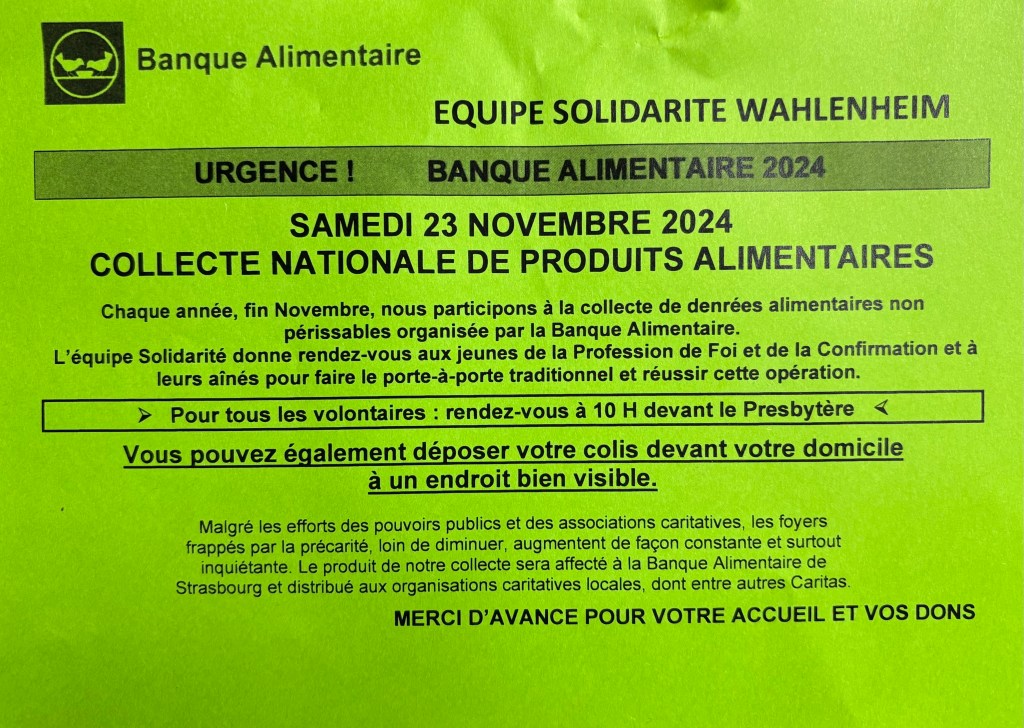 Banque Alimentaire
EQUIPE SOLIDARITE WAHLENHEIM
URGENCE ! BANQUE ALIMENTAIRE 2024
SAMEDI 23 NOVEMBRE 2024
COLLECTE NATIONALE DE PRODUITS ALIMENTAIRES
Chaque année, fin Novembre, nous participons à la collecte de denrées alimentaires non
périssables organisée par la Banque Alimentaire.
L'équipe Solidarité donne rendez-vous aux jeunes de la Profession de Foi et de la Confirmation et à
leurs aînés pour faire le porte-à-porte traditionnel et réussir cette opération.
➢ Pour tous les volontaires : rendez-vous à 10 H devant le Presbytère ⮘
Vous pouvez également déposer votre colis devant votre domicile
à un endroit bien visible.
Malgré les efforts des pouvoirs publics et des associations caritatives, les foyers
frappés par la précarité, loin de diminuer, augmentent de façon constante et surtout
inquiétante. Le produit de notre collecte sera affecté à la Banque Alimentaire de
Strasbourg et distribué aux organisations caritatives locales, dont entre autres Caritas.
MERCI D'AVANCE POUR VOTRE ACCUEIL ET VOS DONS